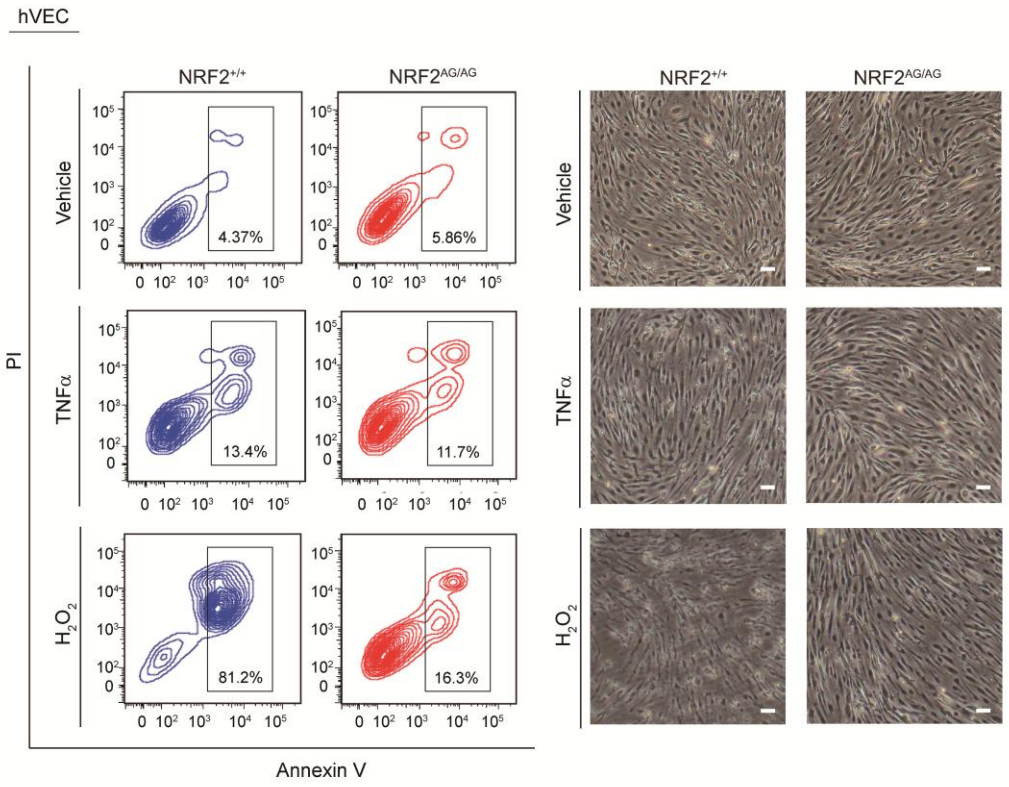 hVEC
NRF2+/+ NRF2AG/AG NRF2+/+ NRF2AG/AG
Vehicle
10⁵
10⁴
10³
10²
0
4.37%
0 10² 10³ 10⁴ 10⁵
10⁵
10⁴
10³
10²
0
5.86%
0 10² 10³ 10⁴ 10⁵
Vehicle
PI
TNFα
10⁵
10⁴
10³
10²
0
13.4%
0 10² 10³ 10⁴ 10⁵
10⁵
10⁴
10³
10²
0
11.7%
0 10² 10³ 10⁴ 10⁵
TNFα
H₂O₂
10⁵
10⁴
10³
10²
0
81.2%
0 10² 10³ 10⁴ 10⁵
10⁵
10⁴
10³
10²
0
16.3%
0 10² 10³ 10⁴ 10⁵
H₂O₂
Annexin V